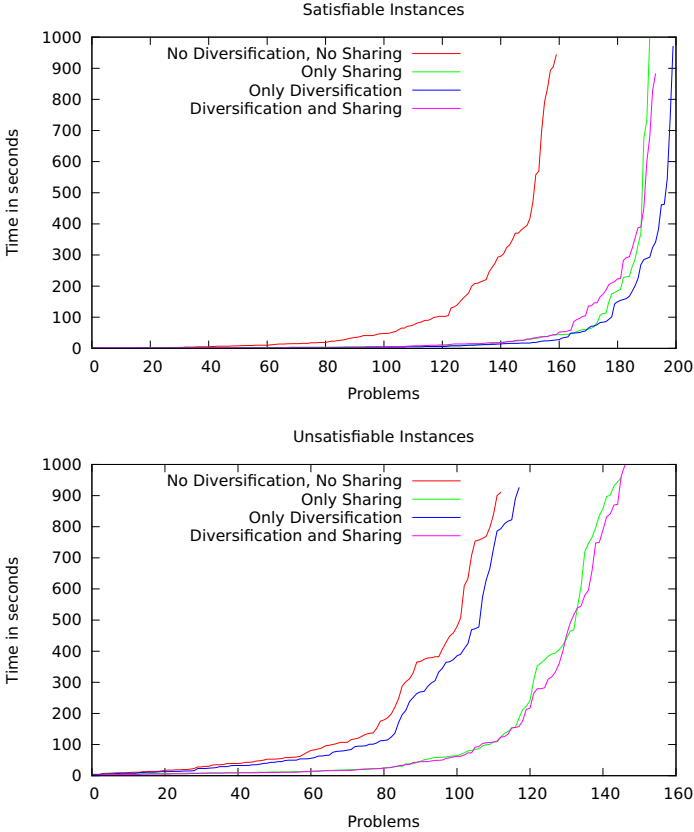 Satisfiable Instances
1000
900
800
700
600
500
400
300
200
100
0
No Diversification, No Sharing
Only Sharing
Only Diversification
Diversification and Sharing
Time in seconds
0 20 40 60 80 100 120 140 160 180 200
Problems
Unsatisfiable Instances
1000
900
800
700
600
500
400
300
200
100
0
No Diversification, No Sharing
Only Sharing
Only Diversification
Diversification and Sharing
Time in seconds
0 20 40 60 80 100 120 140 160
Problems